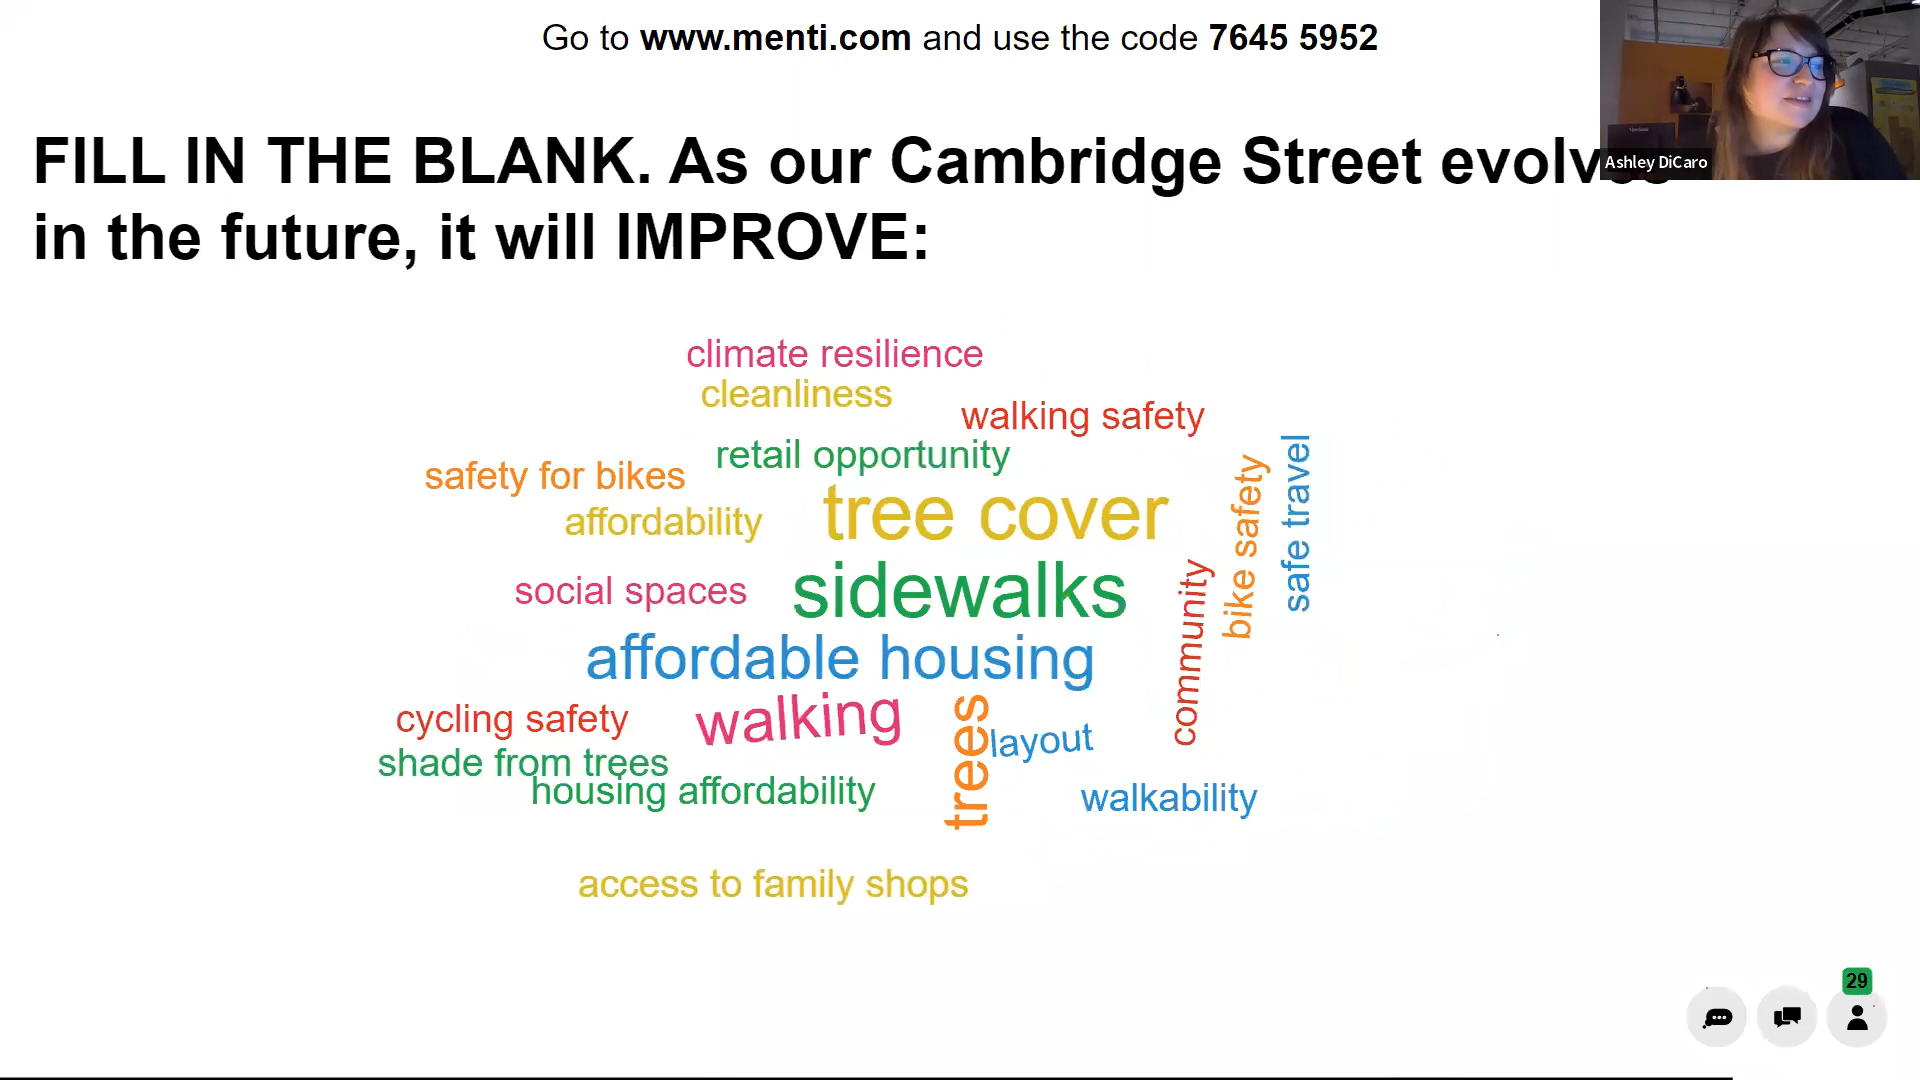 Go to www.menti.com and use the code 7645 5952
FILL IN THE BLANK. As our Cambridge Street evolves
in the future, it will IMPROVE:
Ashley DiCaro
climate resilience
cleanliness
walking safety
retail opportunity
safety for bikes
tree cover
affordability
bike safety
safe travel
social spaces
sidewalks
community
affordable housing
cycling safety
walking
trees
layout
shade from trees
housing affordability
walkability
access to family shops
29